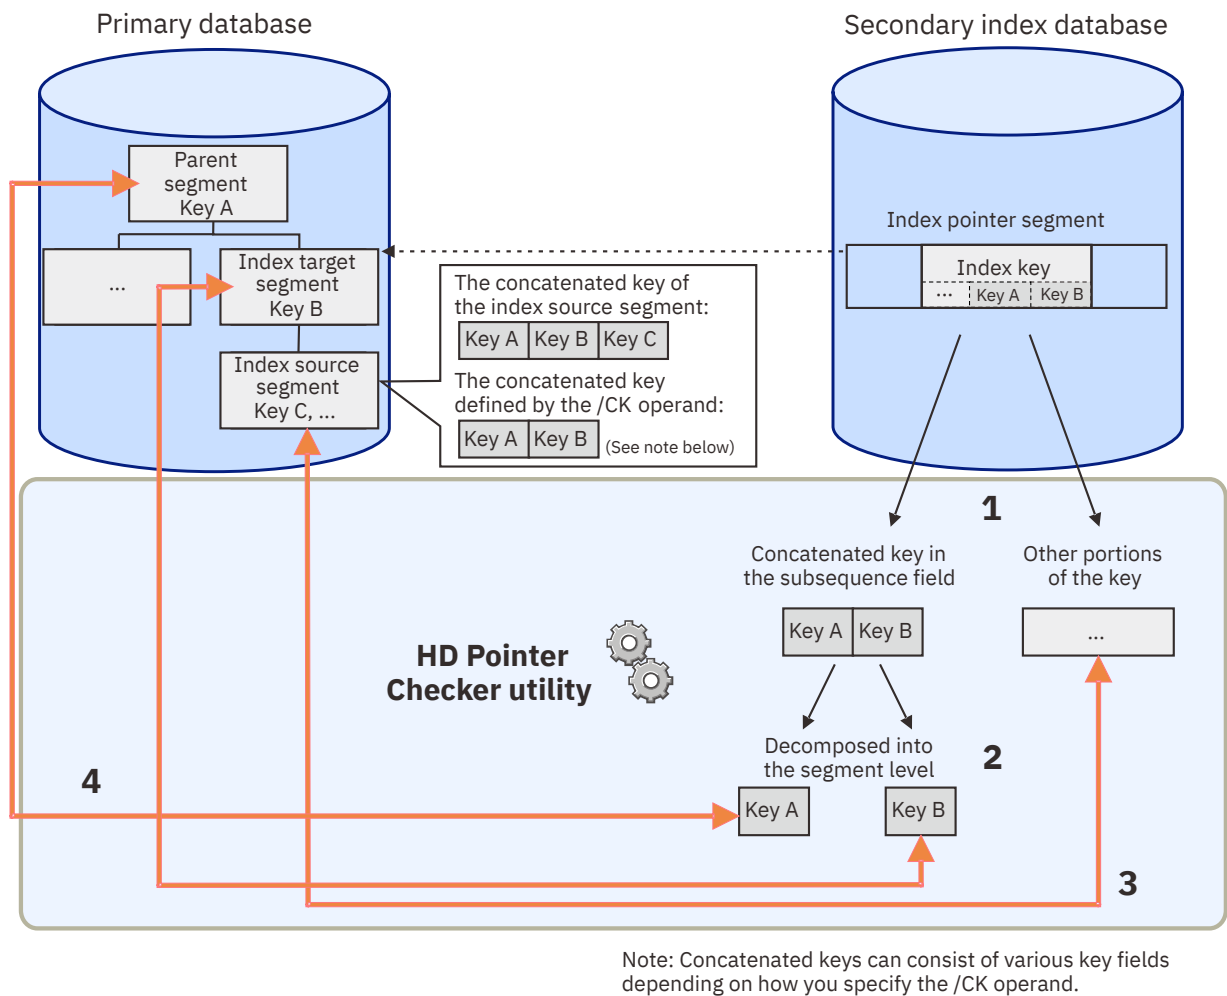 Primary database
Secondary index database
Parent
segment
Key A
...
Index target
segment
Key B
Index source
segment
Key C, ...
The concatenated key of
the index source segment:
Key A Key B Key C
The concatenated key
defined by the /CK operand:
Key A Key B (See note below)
Index pointer segment
Index key
... Key A Key B
1
Concatenated key in
the subsequence field
Key A Key B
Other portions
of the key
...
HD Pointer
Checker utility
Decomposed into
the segment level
2
Key A Key B
4
3
Note: Concatenated keys can consist of various key fields
depending on how you specify the /CK operand.